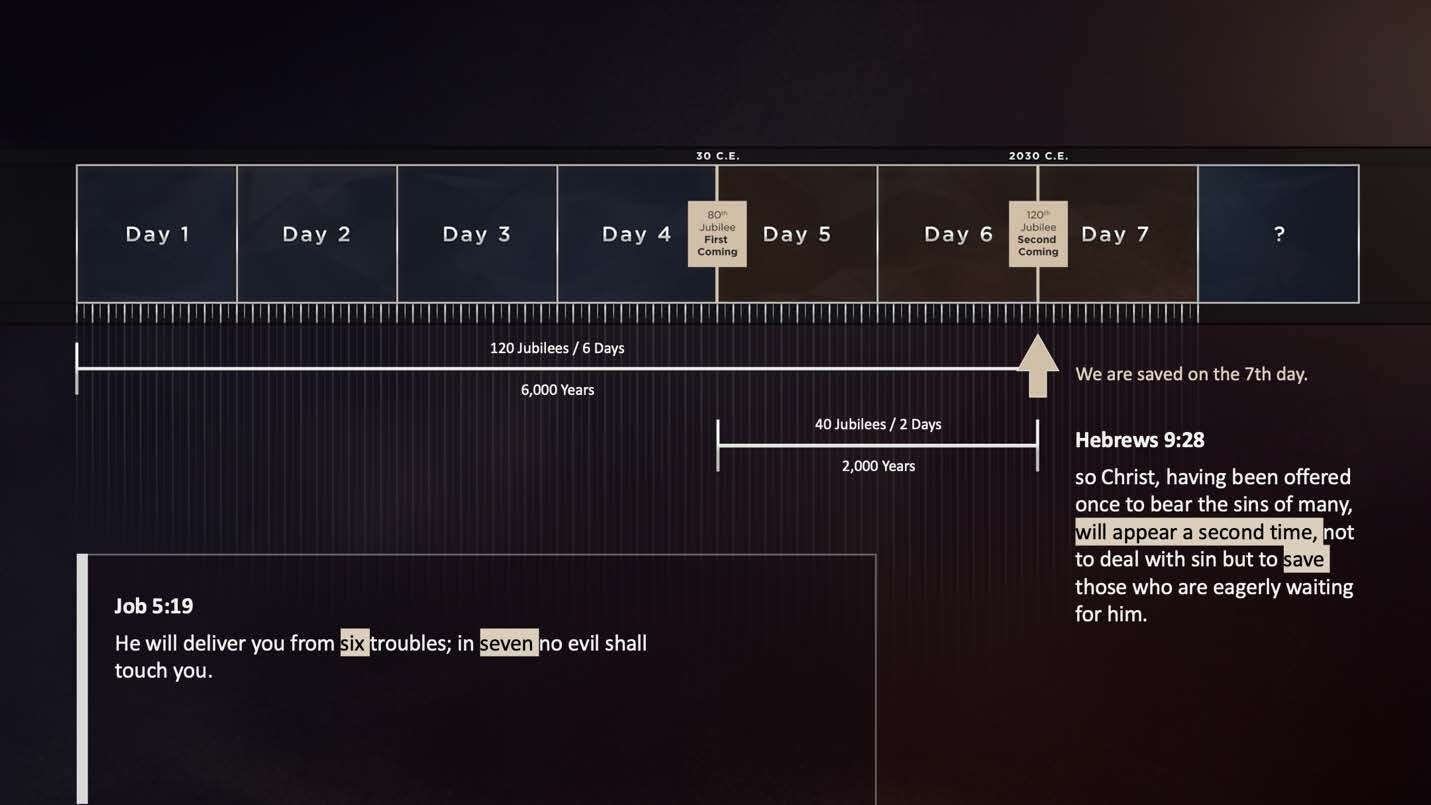 30 C.E.
2030 C.E.
Day 1
Day 2
Day 3
Day 4
80th
Jubilee
First
Coming
Day 5
Day 6
120th
Jubilee
Second
Coming
Day 7
?
120 Jubilees / 6 Days
6,000 Years
We are saved on the 7th day.
40 Jubilees / 2 Days
2,000 Years
Hebrews 9:28
so Christ, having been offered
once to bear the sins of many,
will appear a second time, not
to deal with sin but to save
those who are eagerly waiting
for him.
Job 5:19
He will deliver you from six troubles; in seven no evil shall
touch you.